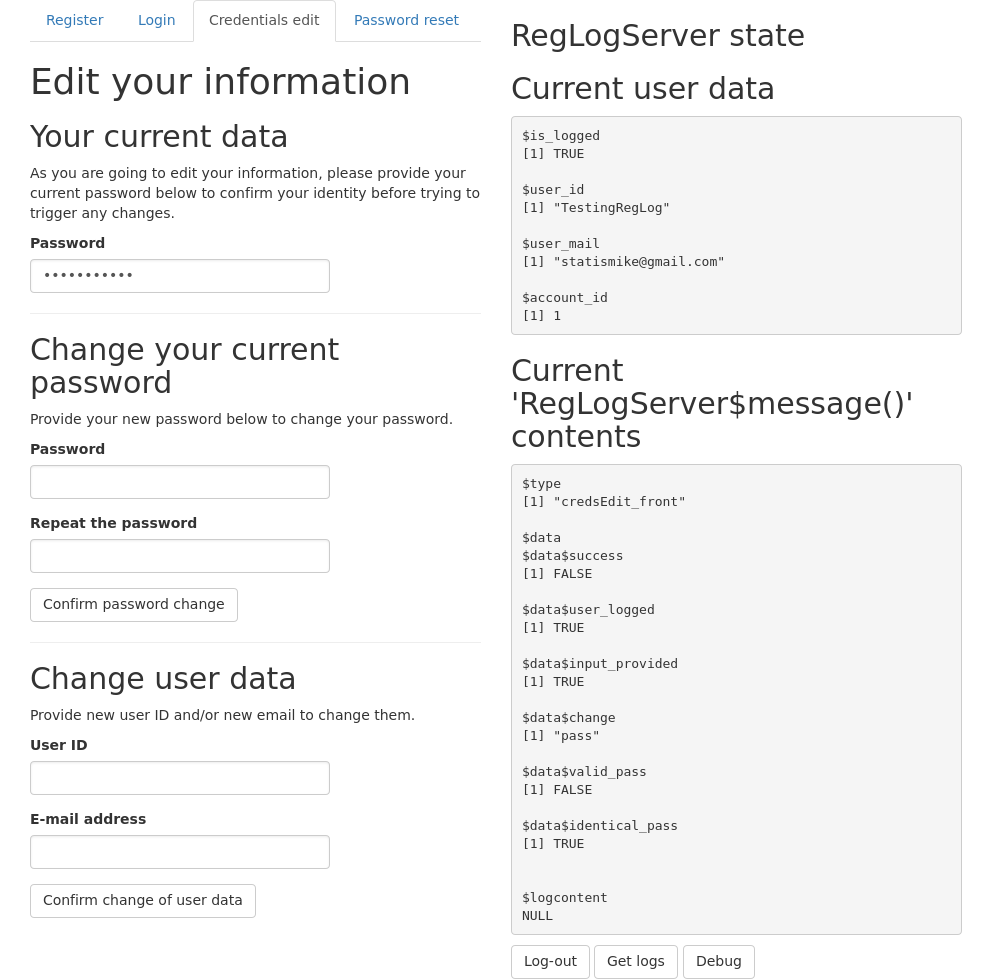 Register Login Credentials edit Password reset
Edit your information
Your current data
As you are going to edit your information, please provide your
current password below to confirm your identity before trying to
trigger any changes.
Password
•••••••••••
Change your current
password
Provide your new password below to change your password.
Password
Repeat the password
Confirm password change
Change user data
Provide new user ID and/or new email to change them.
User ID
E-mail address
Confirm change of user data
RegLogServer state
Current user data
$is_logged
[1] TRUE
$user_id
[1] "TestingRegLog"
$user_mail
[1] "statismike@gmail.com"
$account_id
[1] 1
Current
'RegLogServer$message()'
contents
$type
[1] "credsEdit_front"
$data
$data$success
[1] FALSE
$data$user_logged
[1] TRUE
$data$input_provided
[1] TRUE
$data$change
[1] "pass"
$data$valid_pass
[1] FALSE
$data$identical_pass
[1] TRUE
$logcontent
NULL
Log-out Get logs Debug